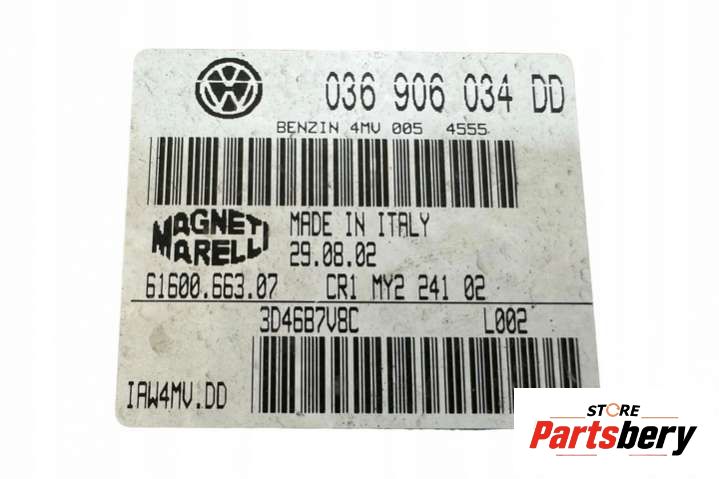 036 906 034 DD
BENZIN 4MV 005 4555
MAGNETI
MARELLI
MADE IN ITALY
29.08.02
61600.663.07 CR1 MY2 241 02
3D46B7V8C L002
IAW4MV.DD
STORE
Partsbery